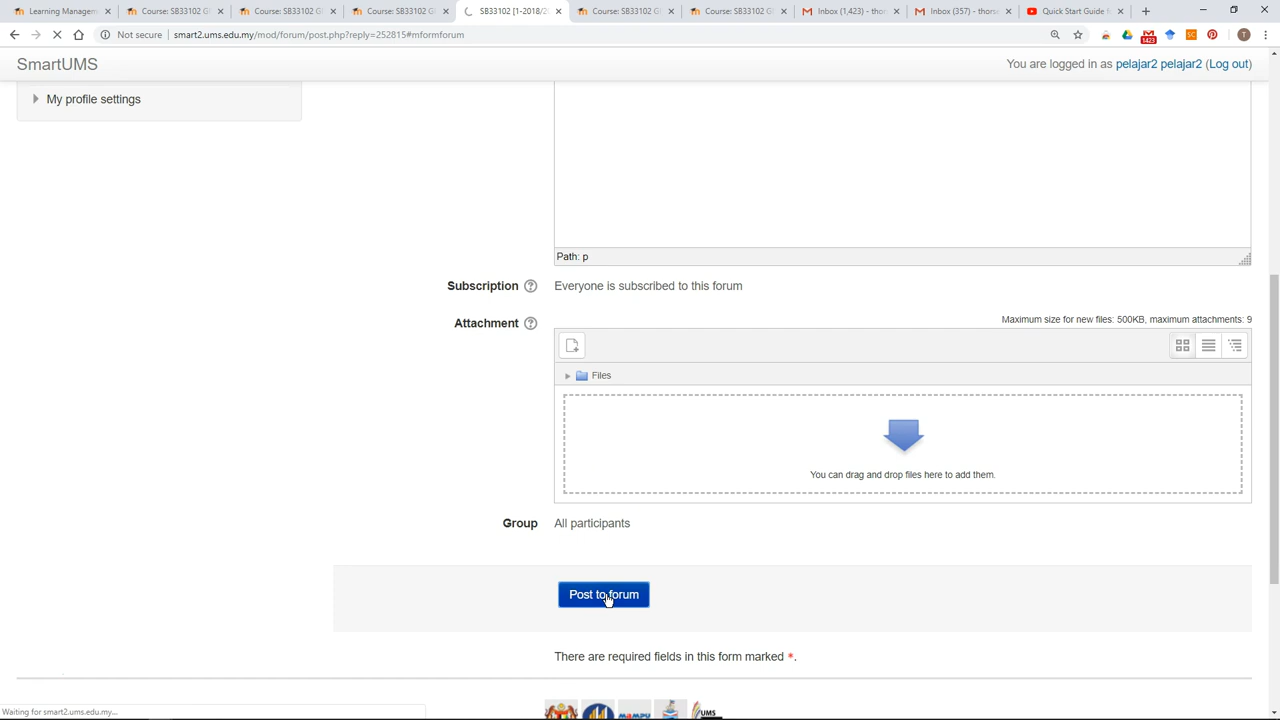 Learning Managem
Course: SB33102 G
Course: SB33102 G
Course: SB33102 G
SB33102 [1-2018/2
Course: SB33102 G
Course: SB33102 G
Inbox (1,423) - thor
Inbox (357) - thors
Quick Start Guide
Not secure | smart2.ums.edu.my/mod/forum/post.php?reply=252815#mformforum
1423
SC
T
SmartUMS
You are logged in as pelajar2 pelajar2 (Log out)
My profile settings
Path: p
Subscription Everyone is subscribed to this forum
Attachment
Maximum size for new files: 500KB, maximum attachments: 9
Files
You can drag and drop files here to add them.
Group All participants
Post to forum
There are required fields in this form marked *.
Waiting for smart2.ums.edu.my...
MAMPU
UMS